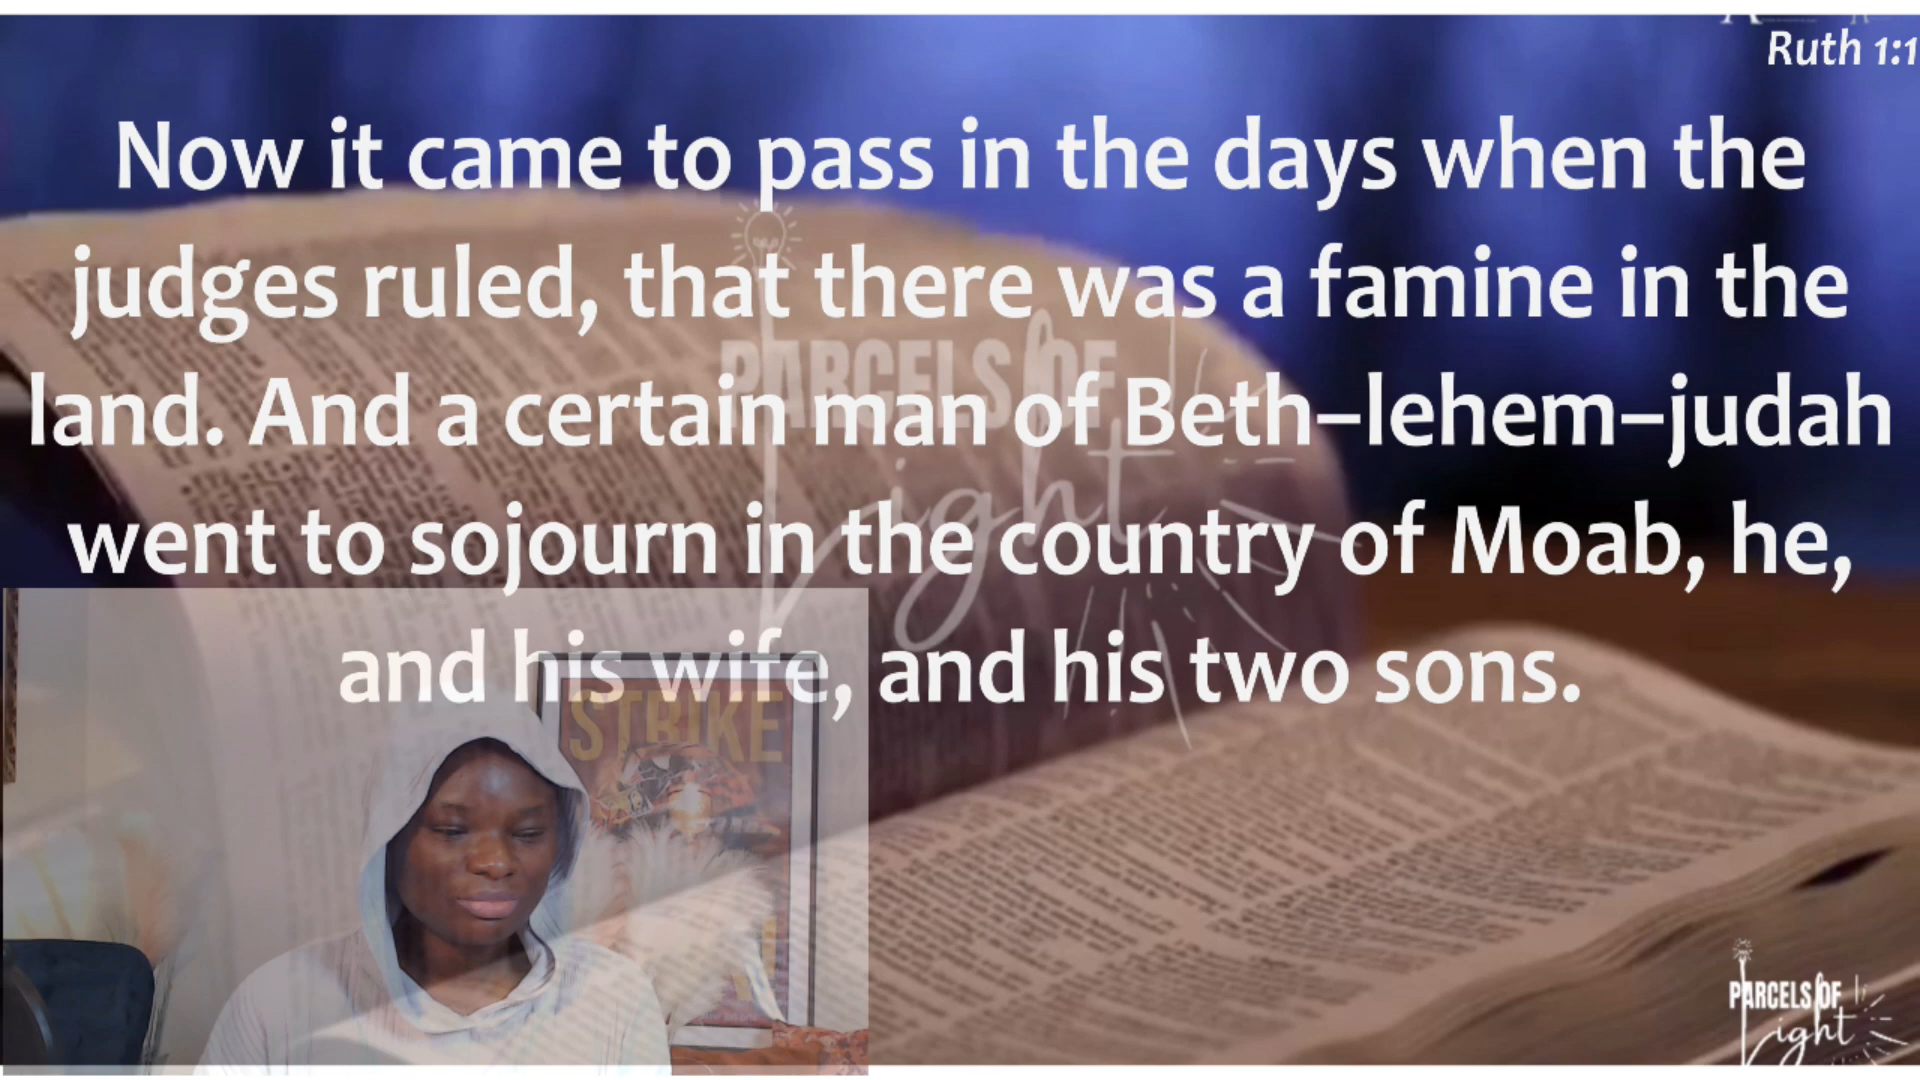 Ruth 1:1
Now it came to pass in the days when the
judges ruled, that there was a famine in the
land. And a certain man of Beth–lehem–judah
went to sojourn in the country of Moab, he,
and his wife, and his two sons.
PARCELS OF
Light
STRIKE
PARCELS OF
Light